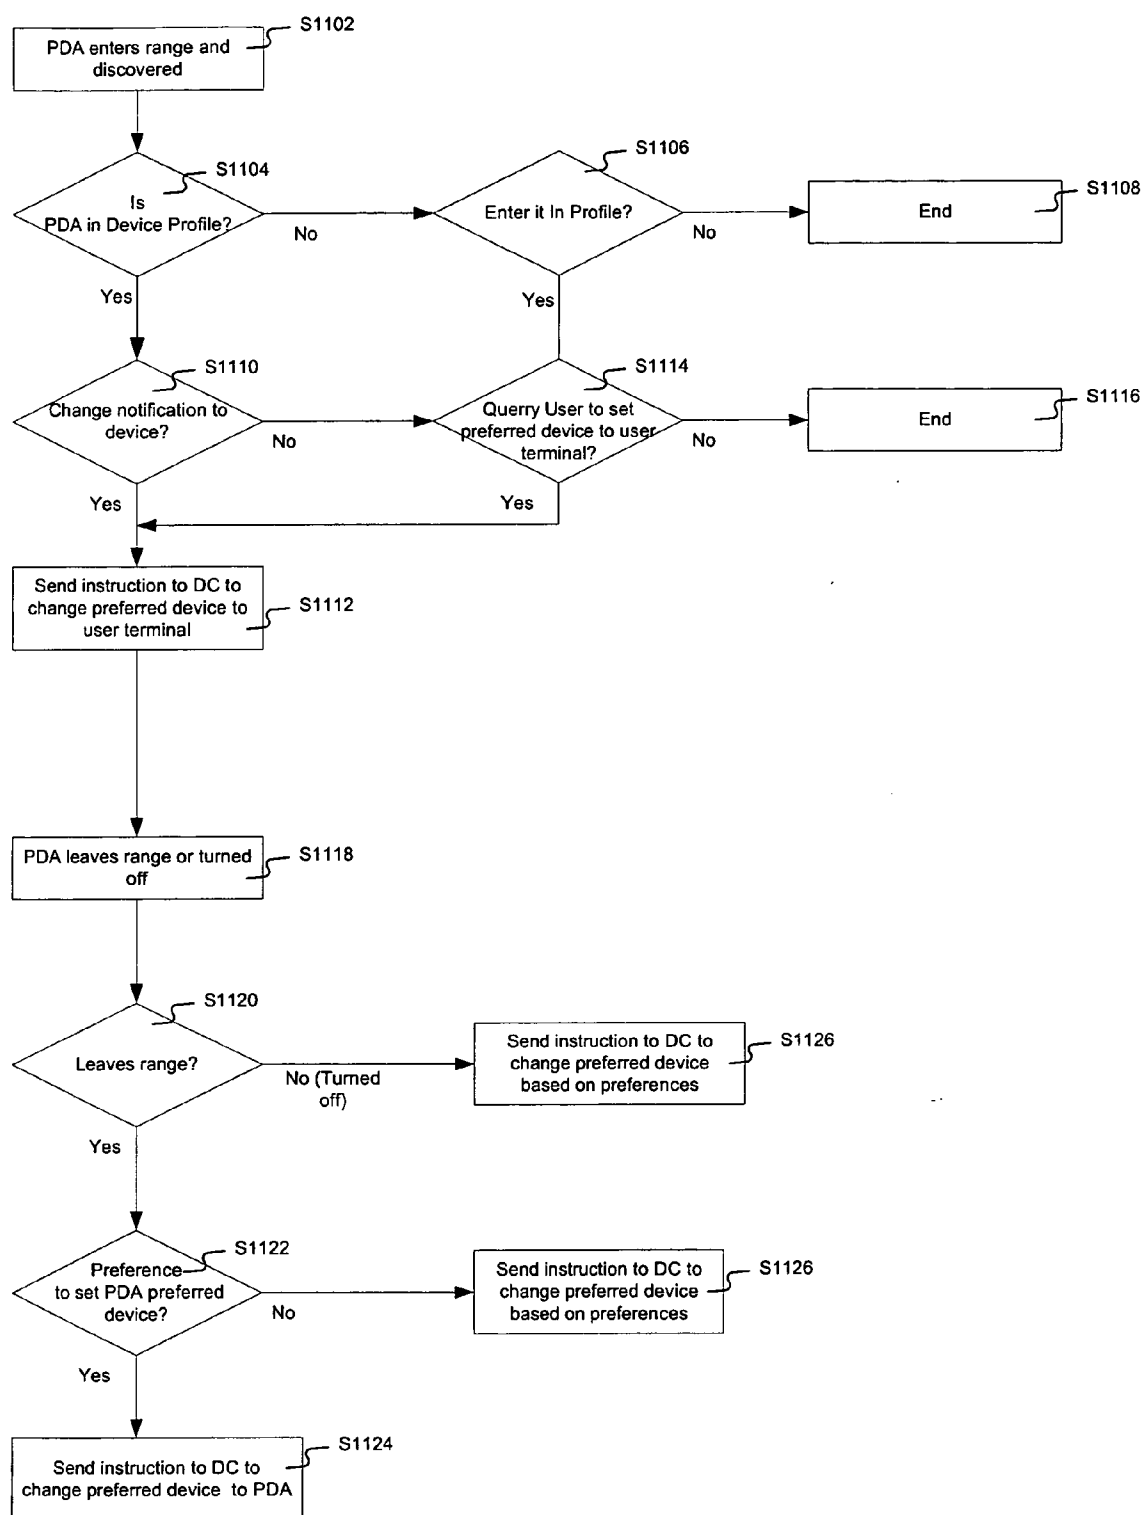 S1102
PDA enters range and
discovered
S1104
Is
PDA in Device Profile?
No
Yes
S1106
Enter it In Profile?
No
Yes
S1108
End
S1110
Change notification to
device?
No
Yes
S1114
Querry User to set
preferred device to user
terminal?
No
Yes
S1116
End
Send instruction to DC to
change preferred device to
user terminal
S1112
PDA leaves range or turned
off
S1118
S1120
Leaves range?
No (Turned
off)
Yes
Send instruction to DC to
change preferred device
based on preferences
S1126
S1122
Preference
to set PDA preferred
device?
No
Yes
Send instruction to DC to
change preferred device
based on preferences
S1126
S1124
Send instruction to DC to
change preferred device to PDA